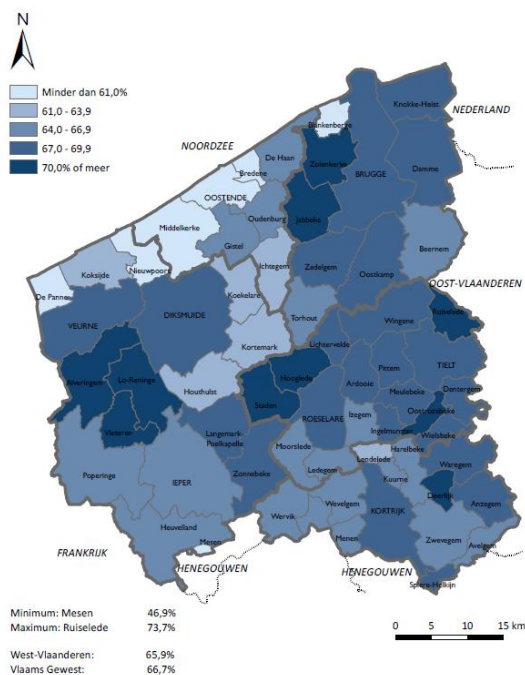 N
Minder dan 61,0%
61,0 - 63,9
64,0 - 66,9
67,0 - 69,9
70,0% of meer
NOORDZEE
NEDERLAND
Knokke-Heist
Blankenberge
De Haan
Zuienkerke
BRUGGE
Damme
Bredene
OOSTENDE
Oudenburg
Jabbeke
Middelkerke
Gistel
Beernem
Nieuwpoort
Koksijde
Ichtegem
Zedelgem
Oostkamp
De Panne
Koekelare
OOST-VLAANDEREN
VEURNE
DIKSMUIDE
Torhout
Ruiselede
Wingene
Kortemark
Lichtervelde
Alveringem
Lo-Reninge
Hooglede
Pittem
TIELT
Houthulst
Staden
Ardooie
Meulebeke
Dentergem
Oostrozebeke
Vleteren
Langemark-
Poelkapelle
ROESELARE
Izegem
Ingelmunster
Wielsbeke
Zonnebeke
Moorslede
Lendelede
Harelbeke
Waregem
Poperinge
IEPER
Ledegem
Kuurne
Deerlijk
Wevelgem
KORTRIJK
Anzegem
Heuvelland
Wervik
Menen
Zwevegem
Avelgem
Mesen
FRANKRIJK
HENEGOUWEN
HENEGOUWEN
Spiere-Helkijn
Minimum: Mesen 46,9%
Maximum: Ruiselede 73,7%
West-Vlaanderen: 65,9%
Vlaams Gewest: 66,7%
0 5 10 15 km